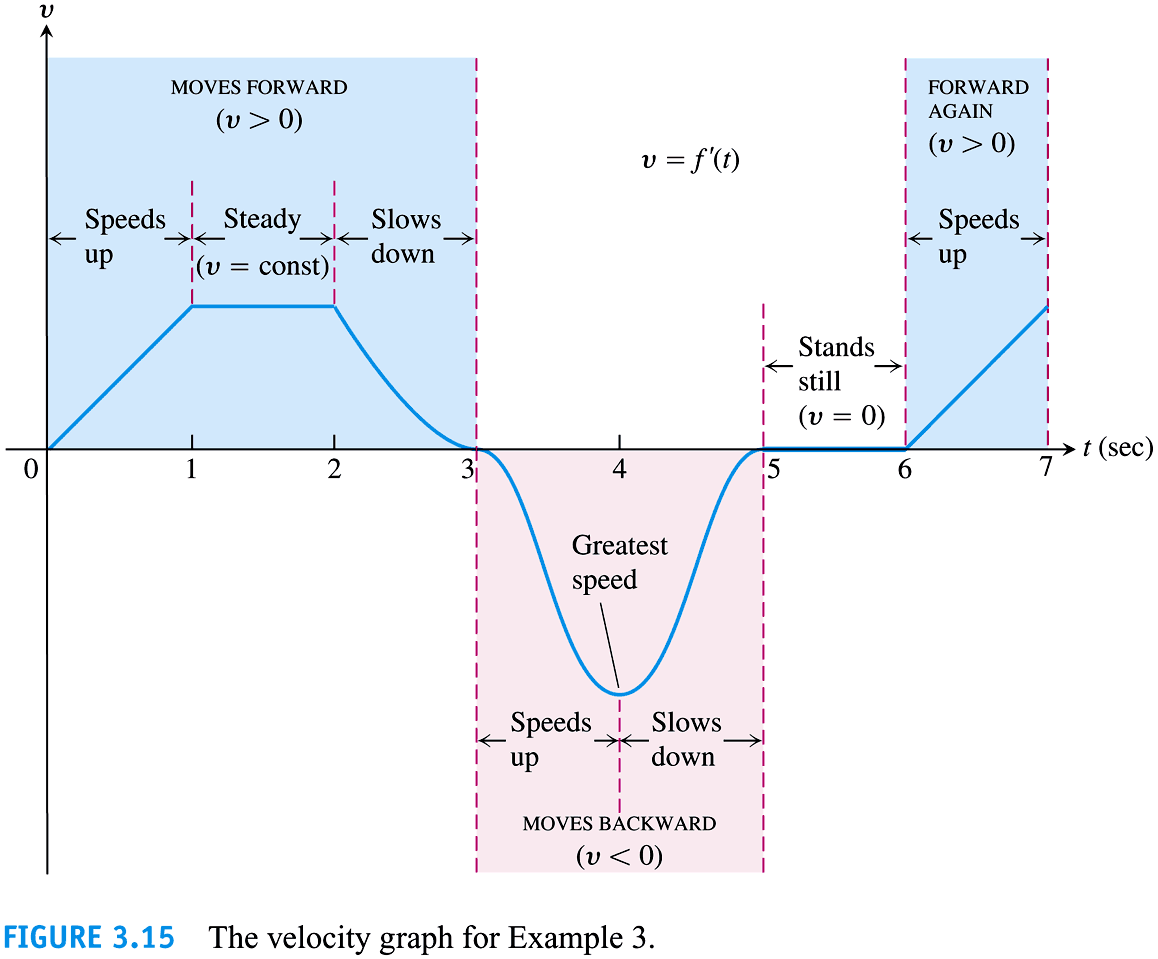 v
MOVES FORWARD
(v > 0)
FORWARD
AGAIN
(v > 0)
v = f′(t)
Speeds
up
Steady
(v = const)
Slows
down
Speeds
up
Stands
still
(v = 0)
0
1
2
3
4
5
6
7
t (sec)
Greatest
speed
Speeds
up
Slows
down
MOVES BACKWARD
(v < 0)
FIGURE 3.15 The velocity graph for Example 3.